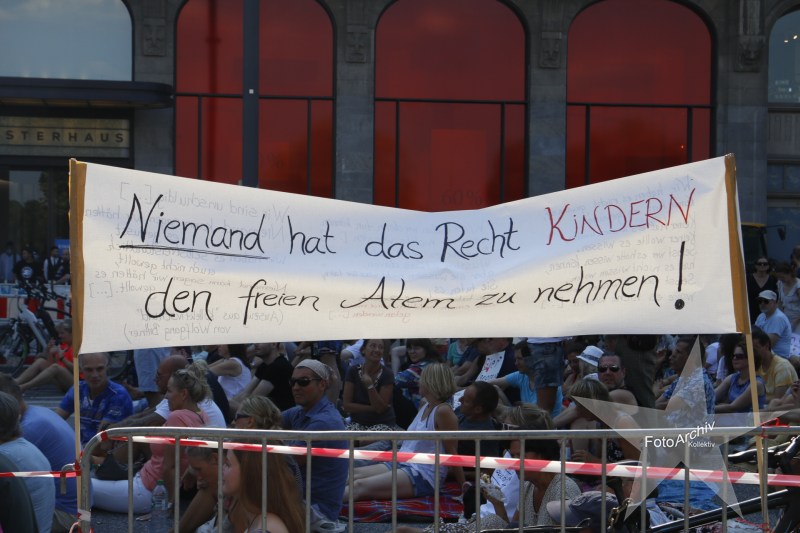 STERHAUS
Niemand hat das Recht KINDERN
den freien Atem zu nehmen!
FotoArchiv
Kollektiv